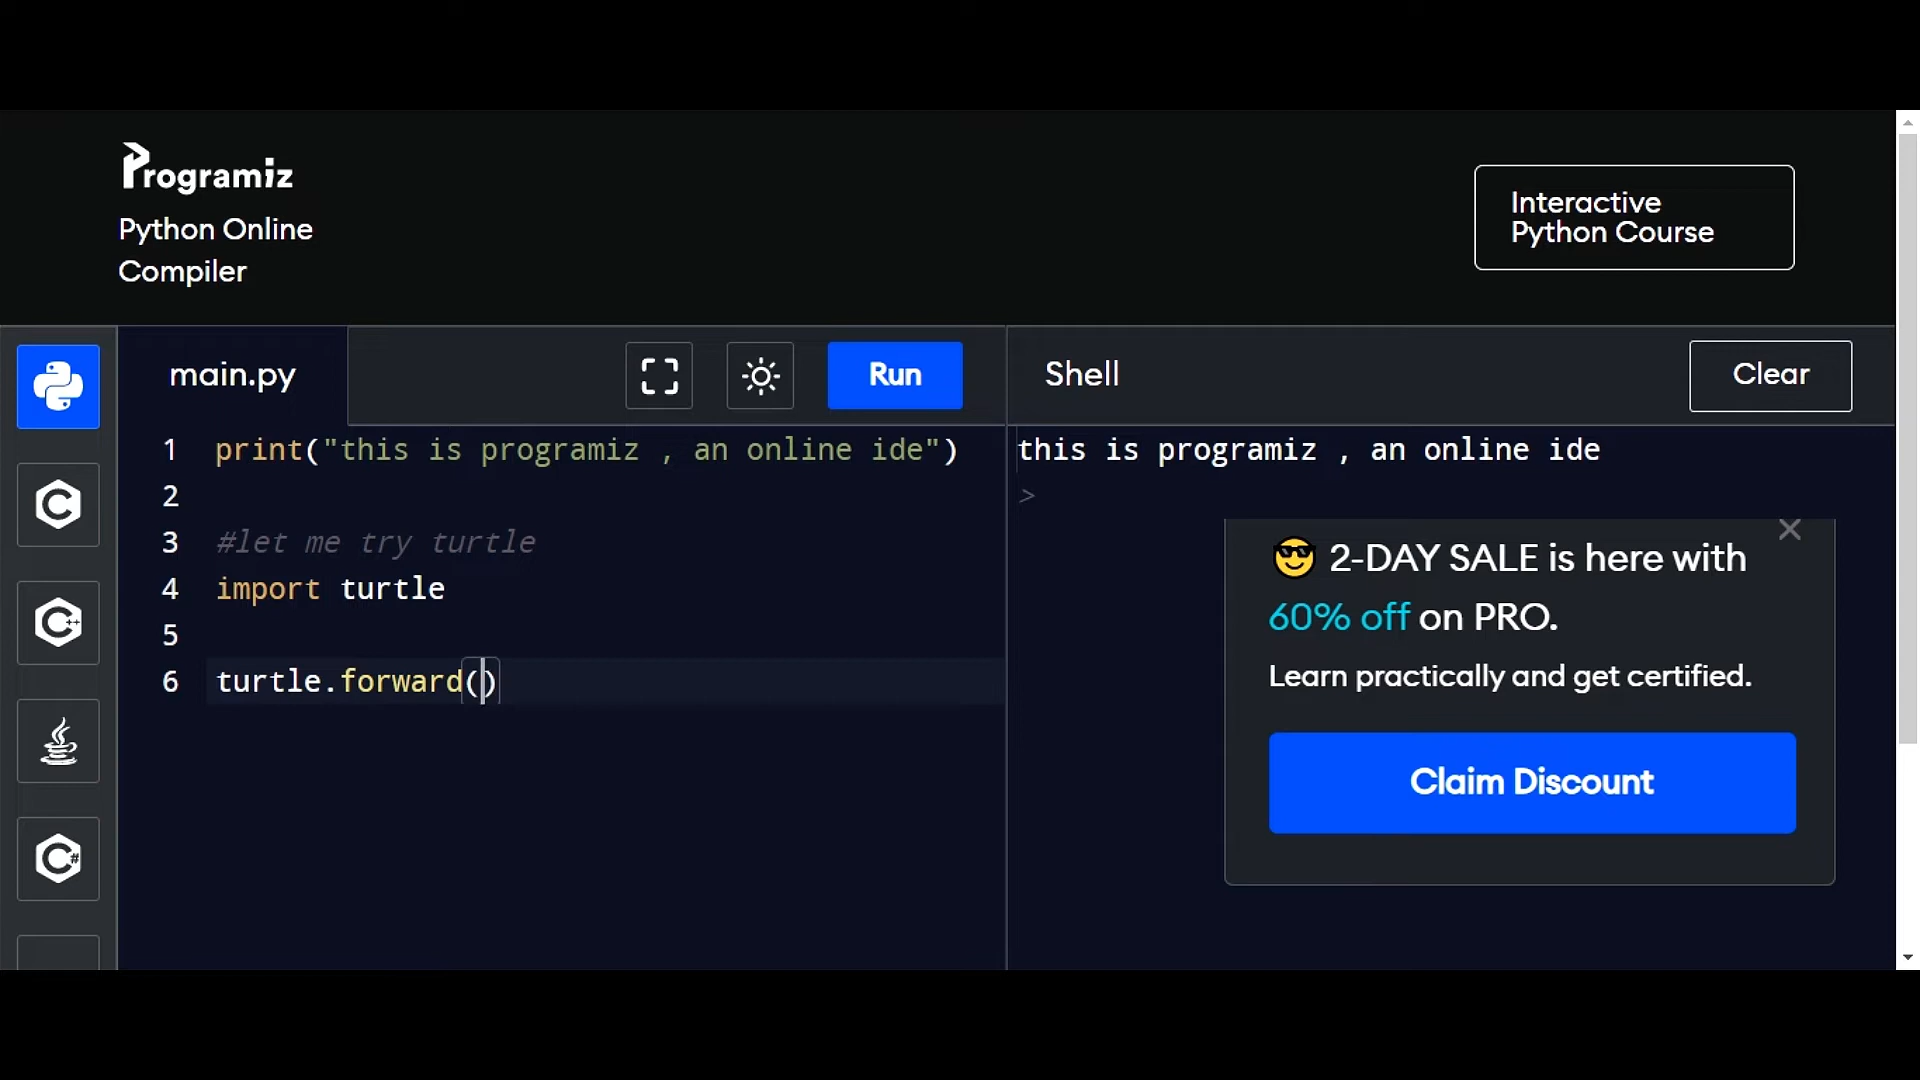 Programiz
Python Online
Compiler
Interactive
Python Course
main.py
Run
Shell
Clear
1 print("this is programiz , an online ide")
2
3 #let me try turtle
4 import turtle
5
6 turtle.forward()
this is programiz , an online ide
>
😎 2-DAY SALE is here with
60% off on PRO.
Learn practically and get certified.
Claim Discount
C
C++
C#